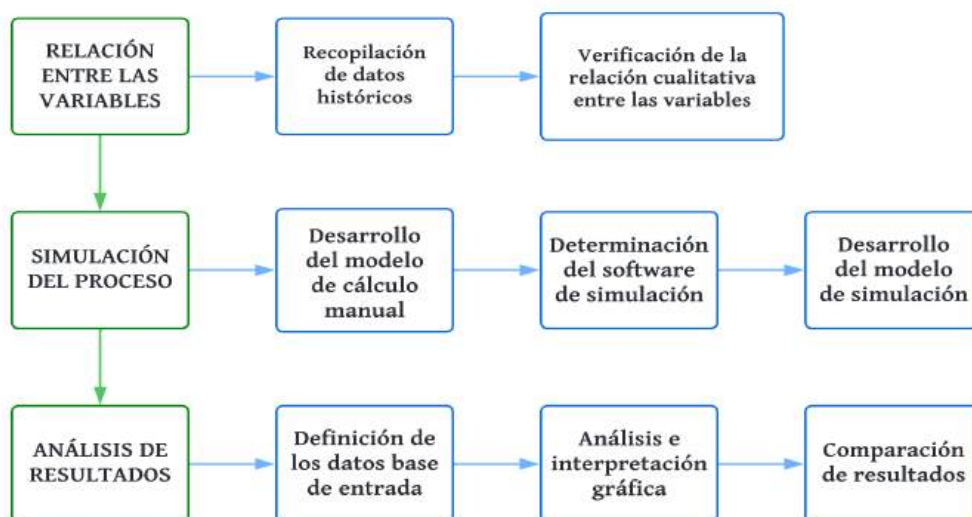 RELACIÓN
ENTRE LAS
VARIABLES
Recopilación
de datos
históricos
Verificación de la
relación cualitativa
entre las variables
SIMULACIÓN
DEL PROCESO
Desarrollo
del modelo
de cálculo
manual
Determinación
del software
de simulación
Desarrollo
del modelo
de simulación
ANÁLISIS DE
RESULTADOS
Definición de
los datos base
de entrada
Análisis e
interpretación
gráfica
Comparación
de resultados